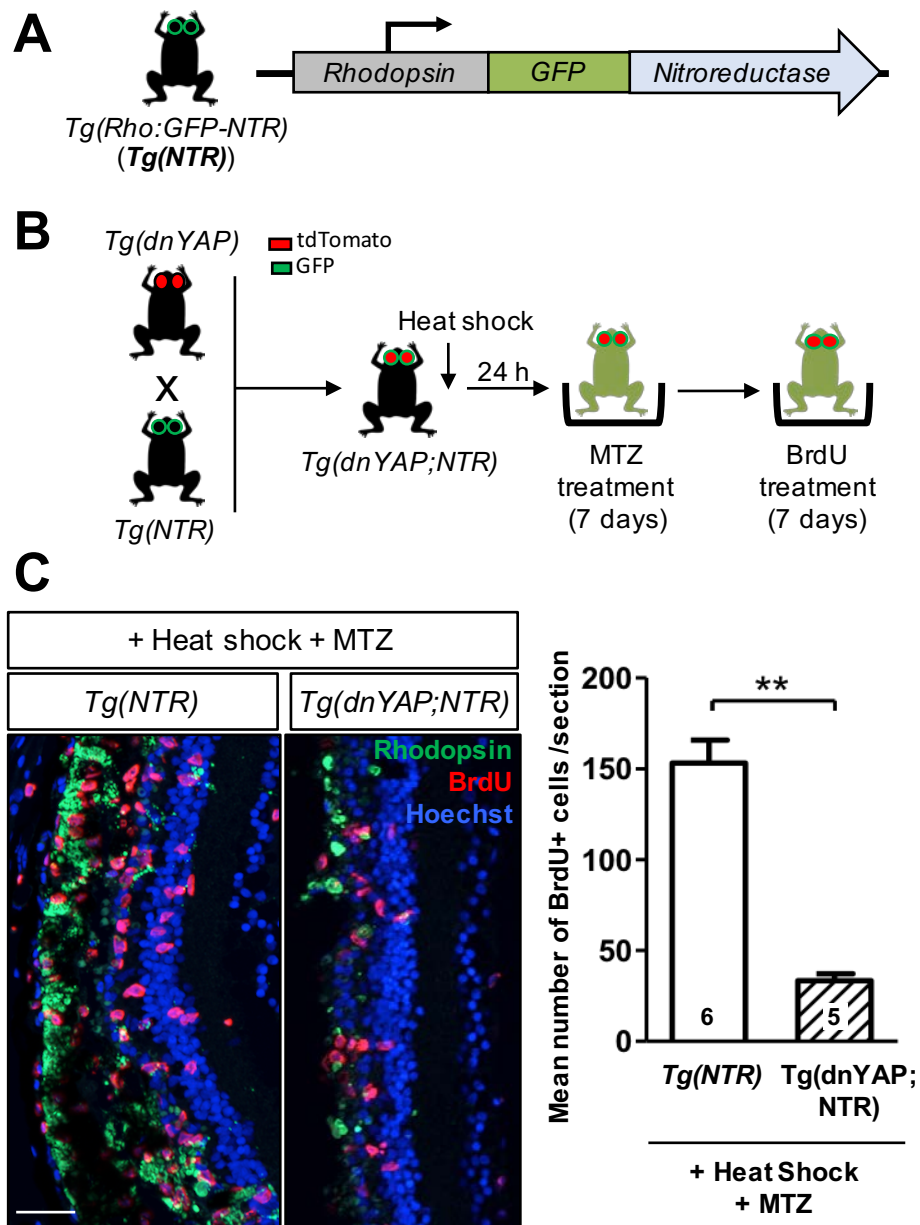 A
Rhodopsin GFP Nitroreductase
Tg(Rho:GFP-NTR)
(Tg(NTR))
B
Tg(dnYAP)
tdTomato
GFP
X
Tg(NTR)
Tg(dnYAP;NTR)
Heat shock
24 h
MTZ
treatment
(7 days)
BrdU
treatment
(7 days)
C
+ Heat shock + MTZ
Tg(NTR)
Tg(dnYAP;NTR)
Rhodopsin
BrdU
Hoechst
Mean number of BrdU+ cells /section
200
150
100
50
0
**
6
5
Tg(NTR)
Tg(dnYAP;
NTR)
+ Heat Shock
+ MTZ